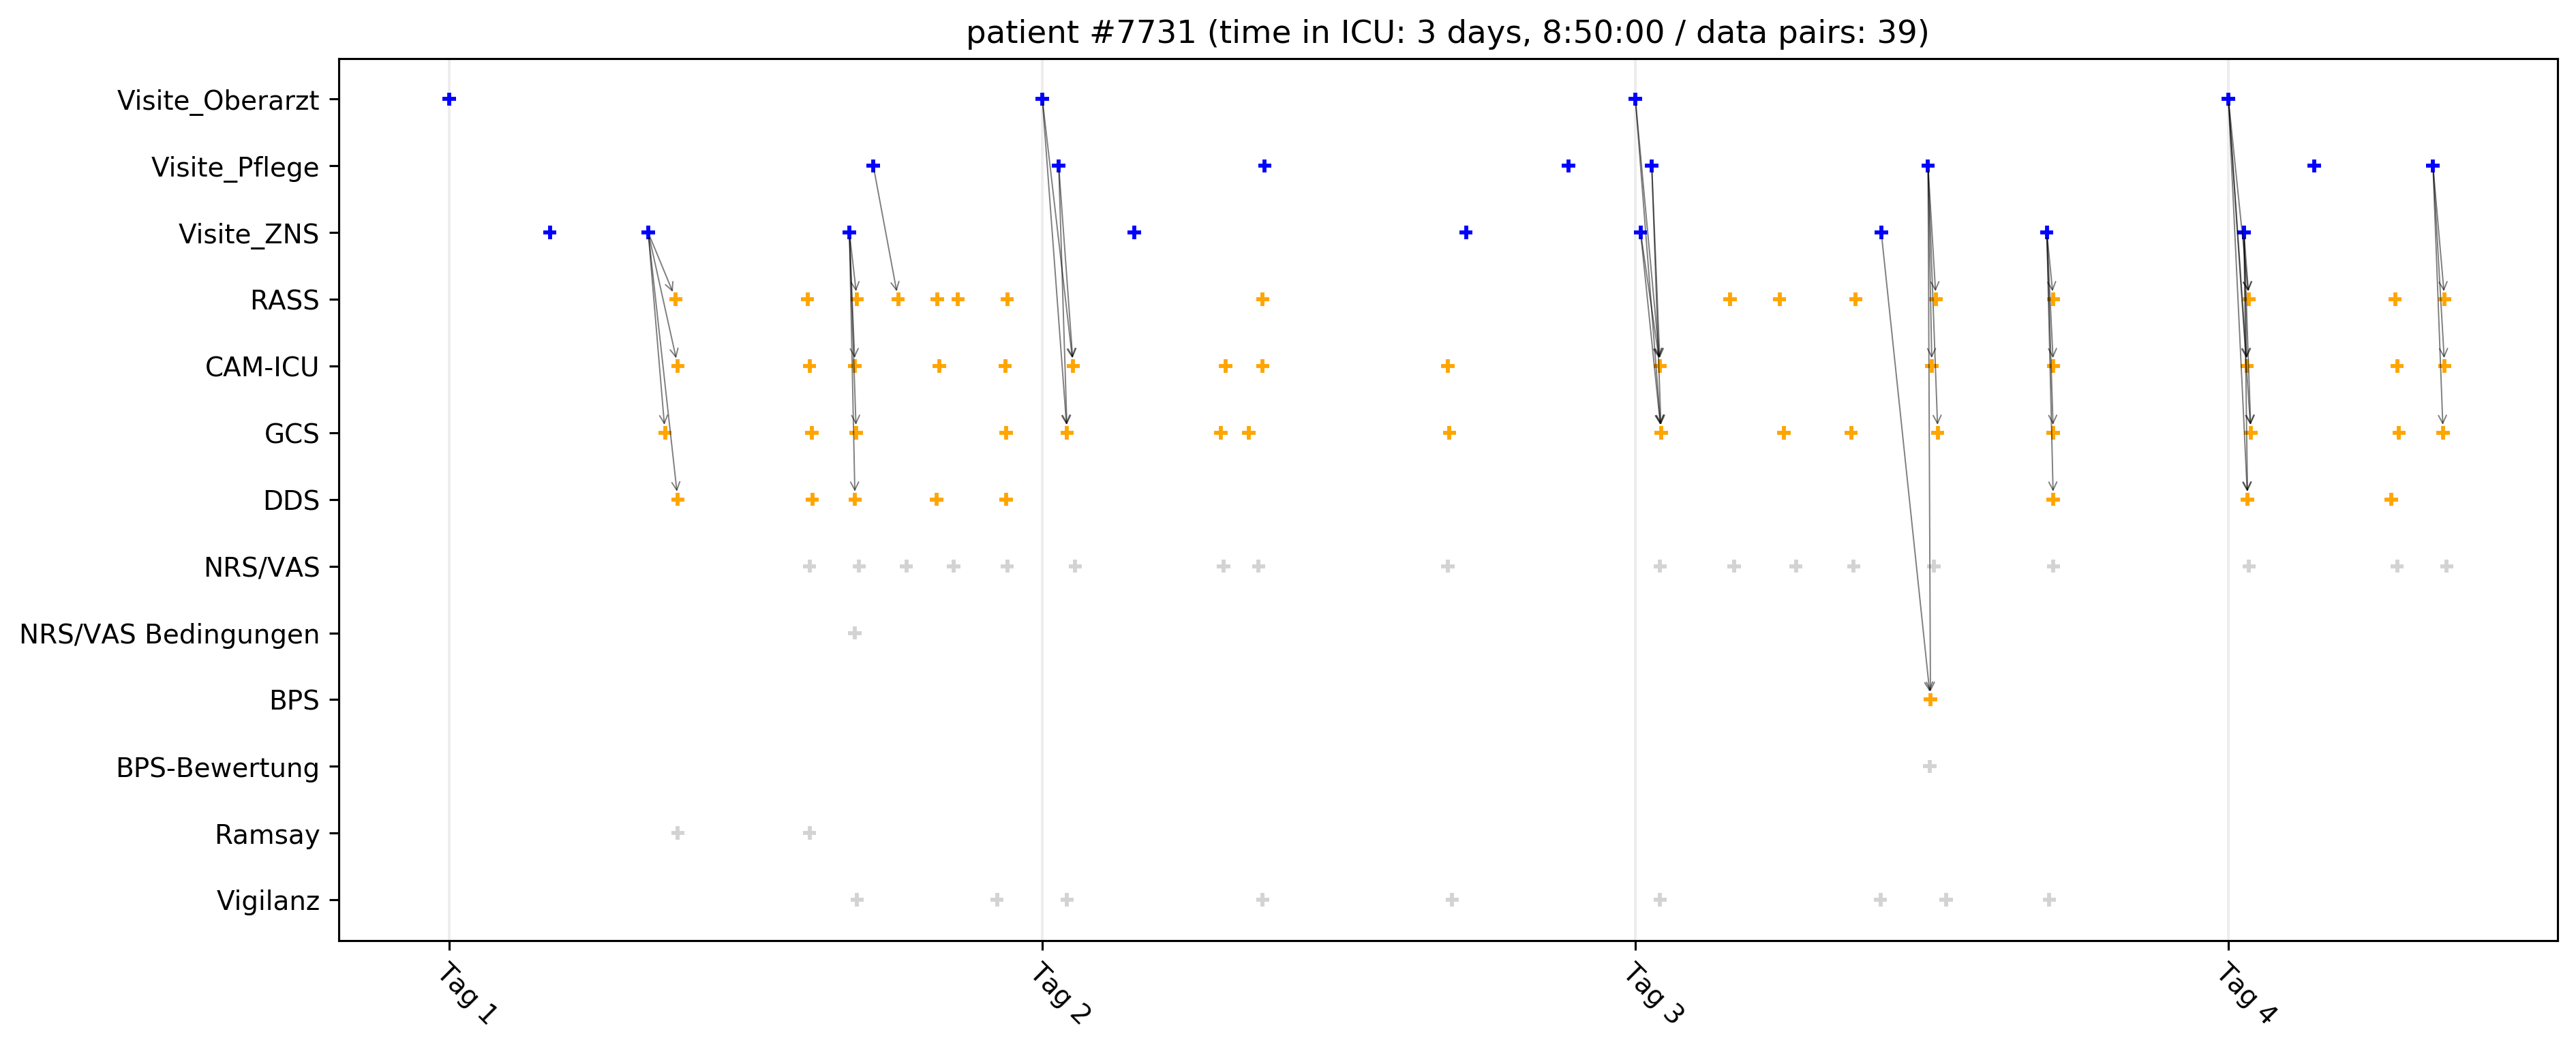 patient #7731 (time in ICU: 3 days, 8:50:00 / data pairs: 39)
Visite_Oberarzt
Visite_Pflege
Visite_ZNS
RASS
CAM-ICU
GCS
DDS
NRS/VAS
NRS/VAS Bedingungen
BPS
BPS-Bewertung
Ramsay
Vigilanz
Tag 1
Tag 2
Tag 3
Tag 4